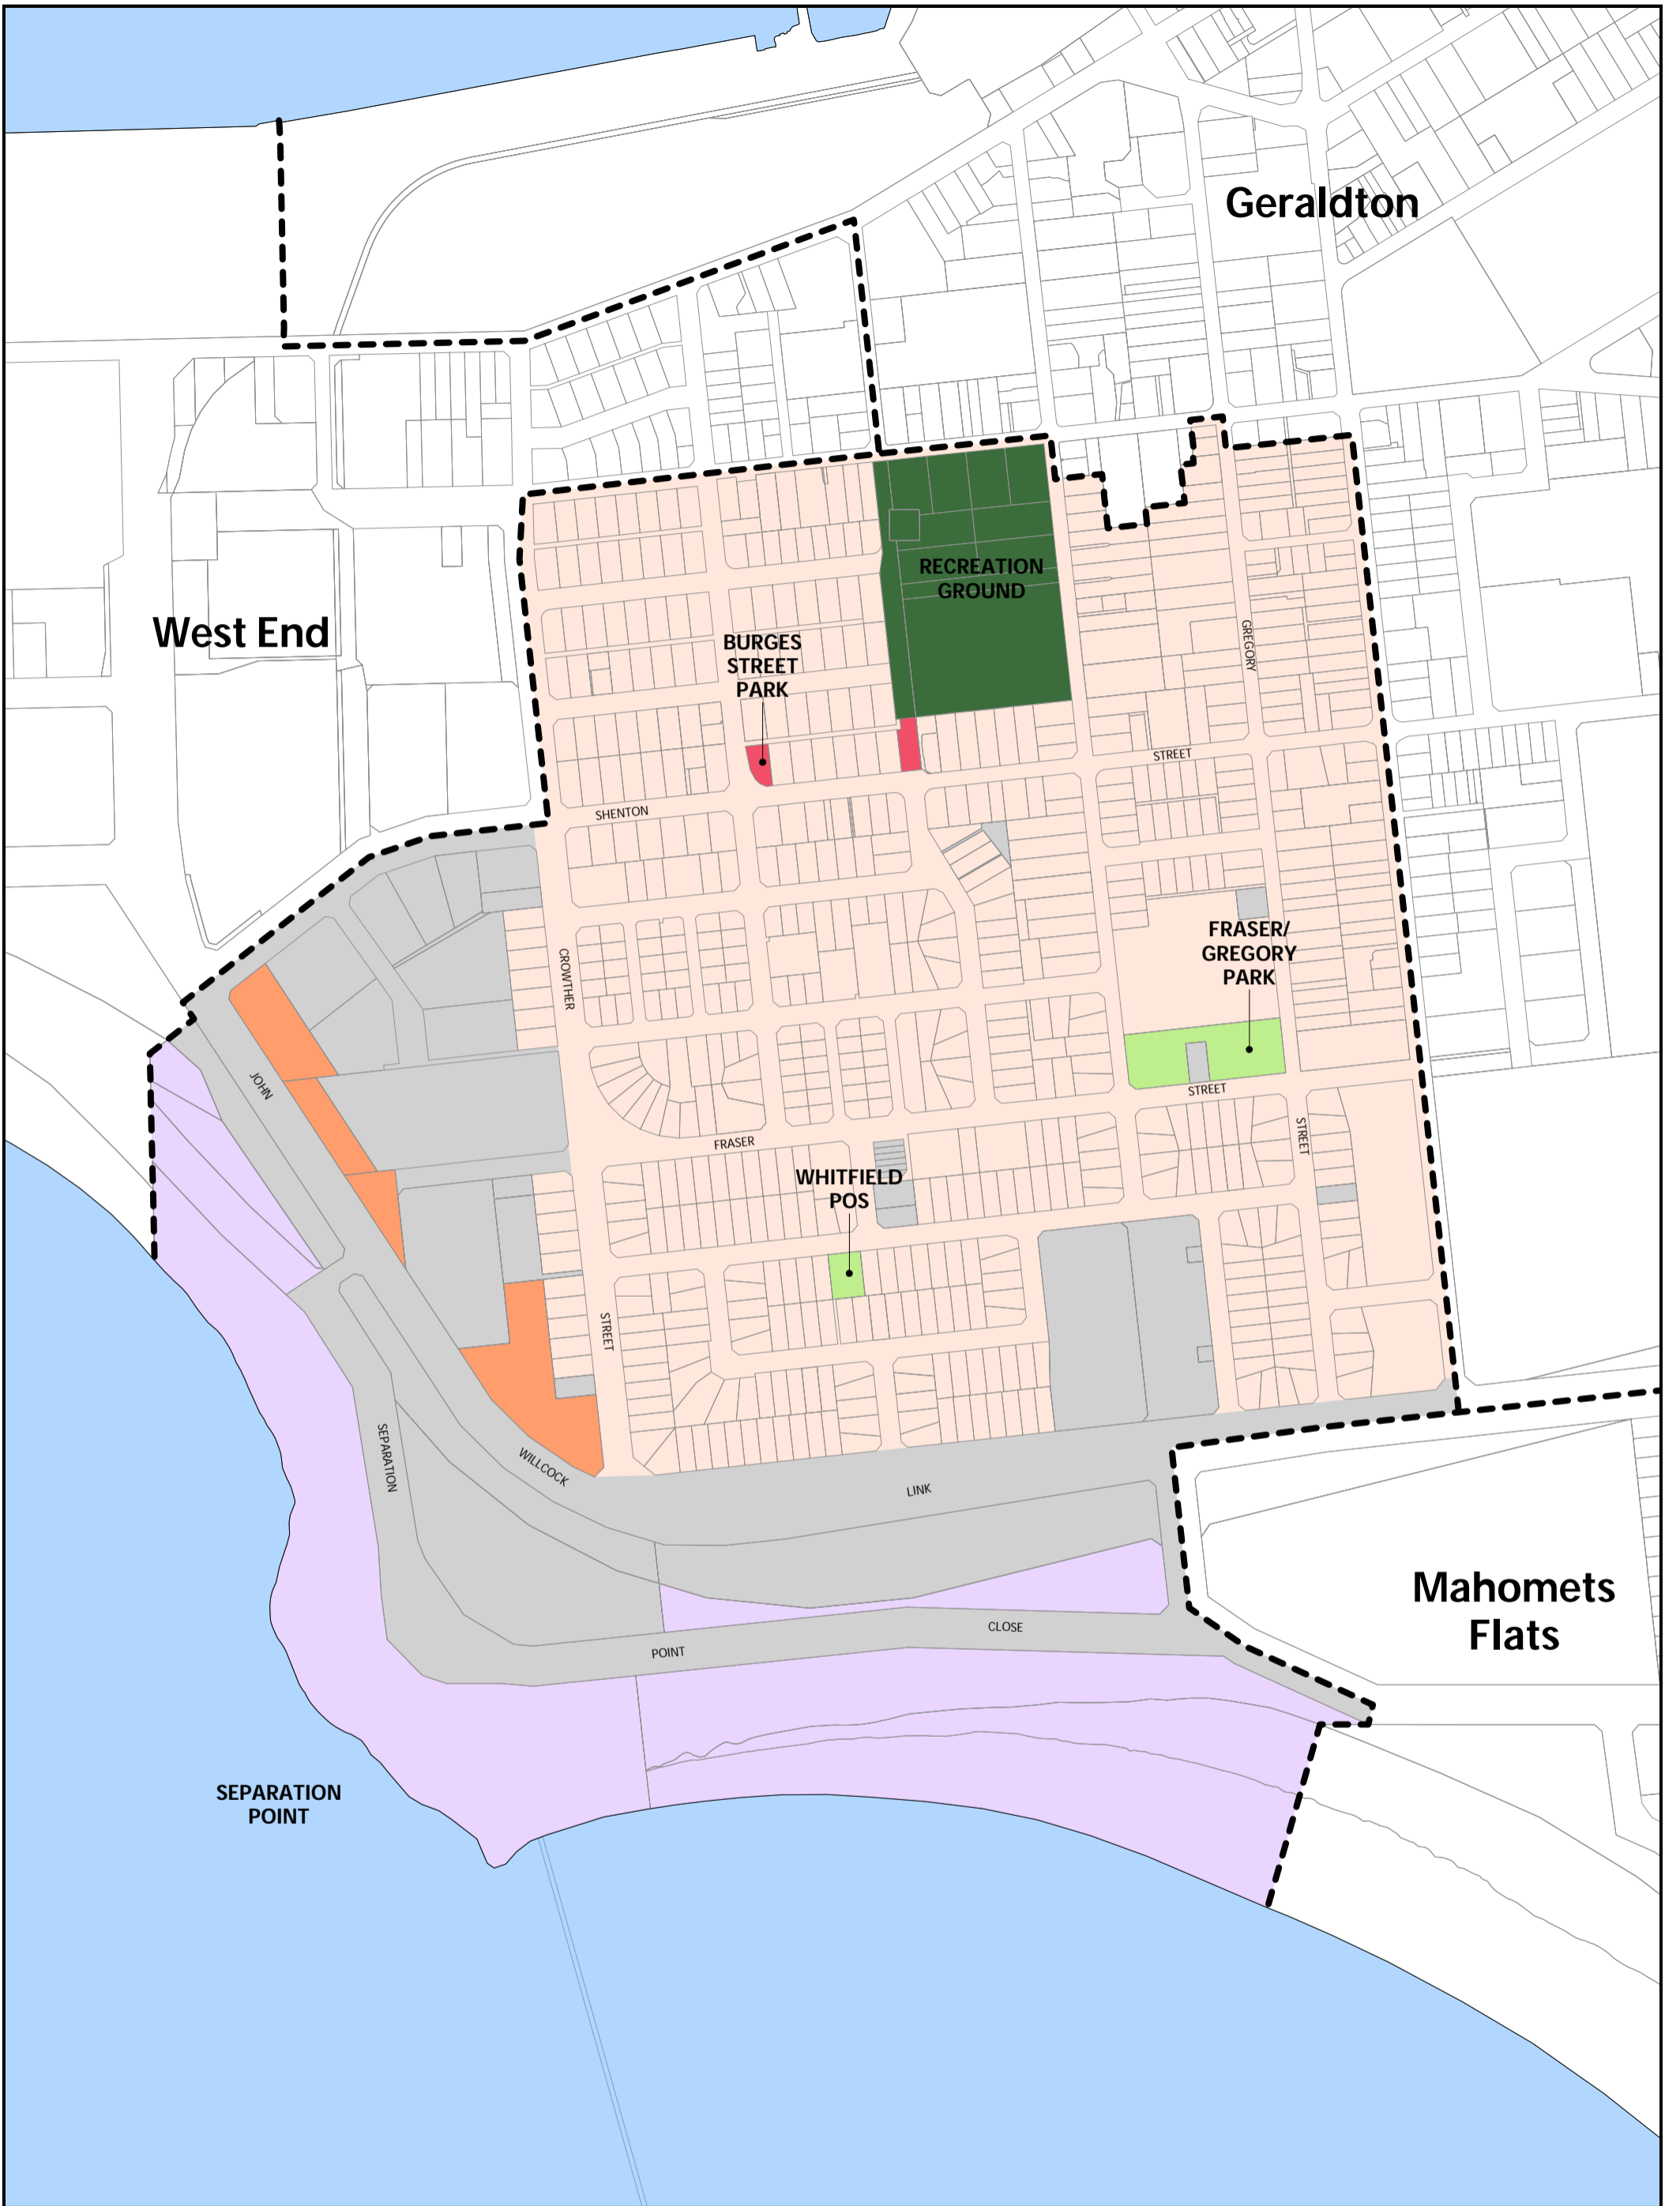 Geraldton
RECREATION
GROUND
West End
BURGES
STREET
PARK
GREGORY
STREET
SHENTON
FRASER/
GREGORY
PARK
CROWTHER
JOHN
STREET
STREET
FRASER
WHITFIELD
POS
STREET
SEPARATION
WILLCOCK
LINK
Mahomets
Flats
CLOSE
POINT
SEPARATION
POINT